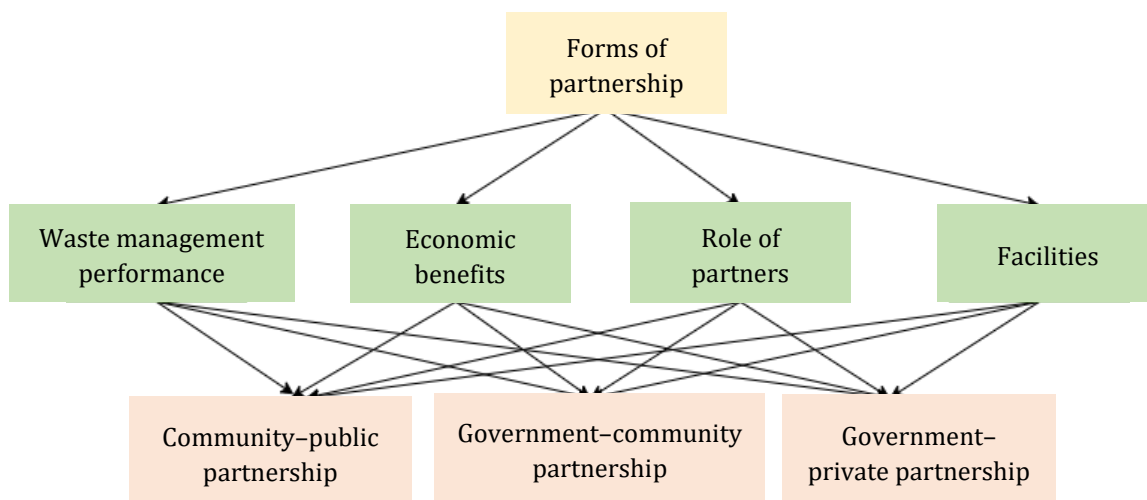 Forms of
partnership
Waste management
performance
Economic
benefits
Role of
partners
Facilities
Community–public
partnership
Government–community
partnership
Government–
private partnership